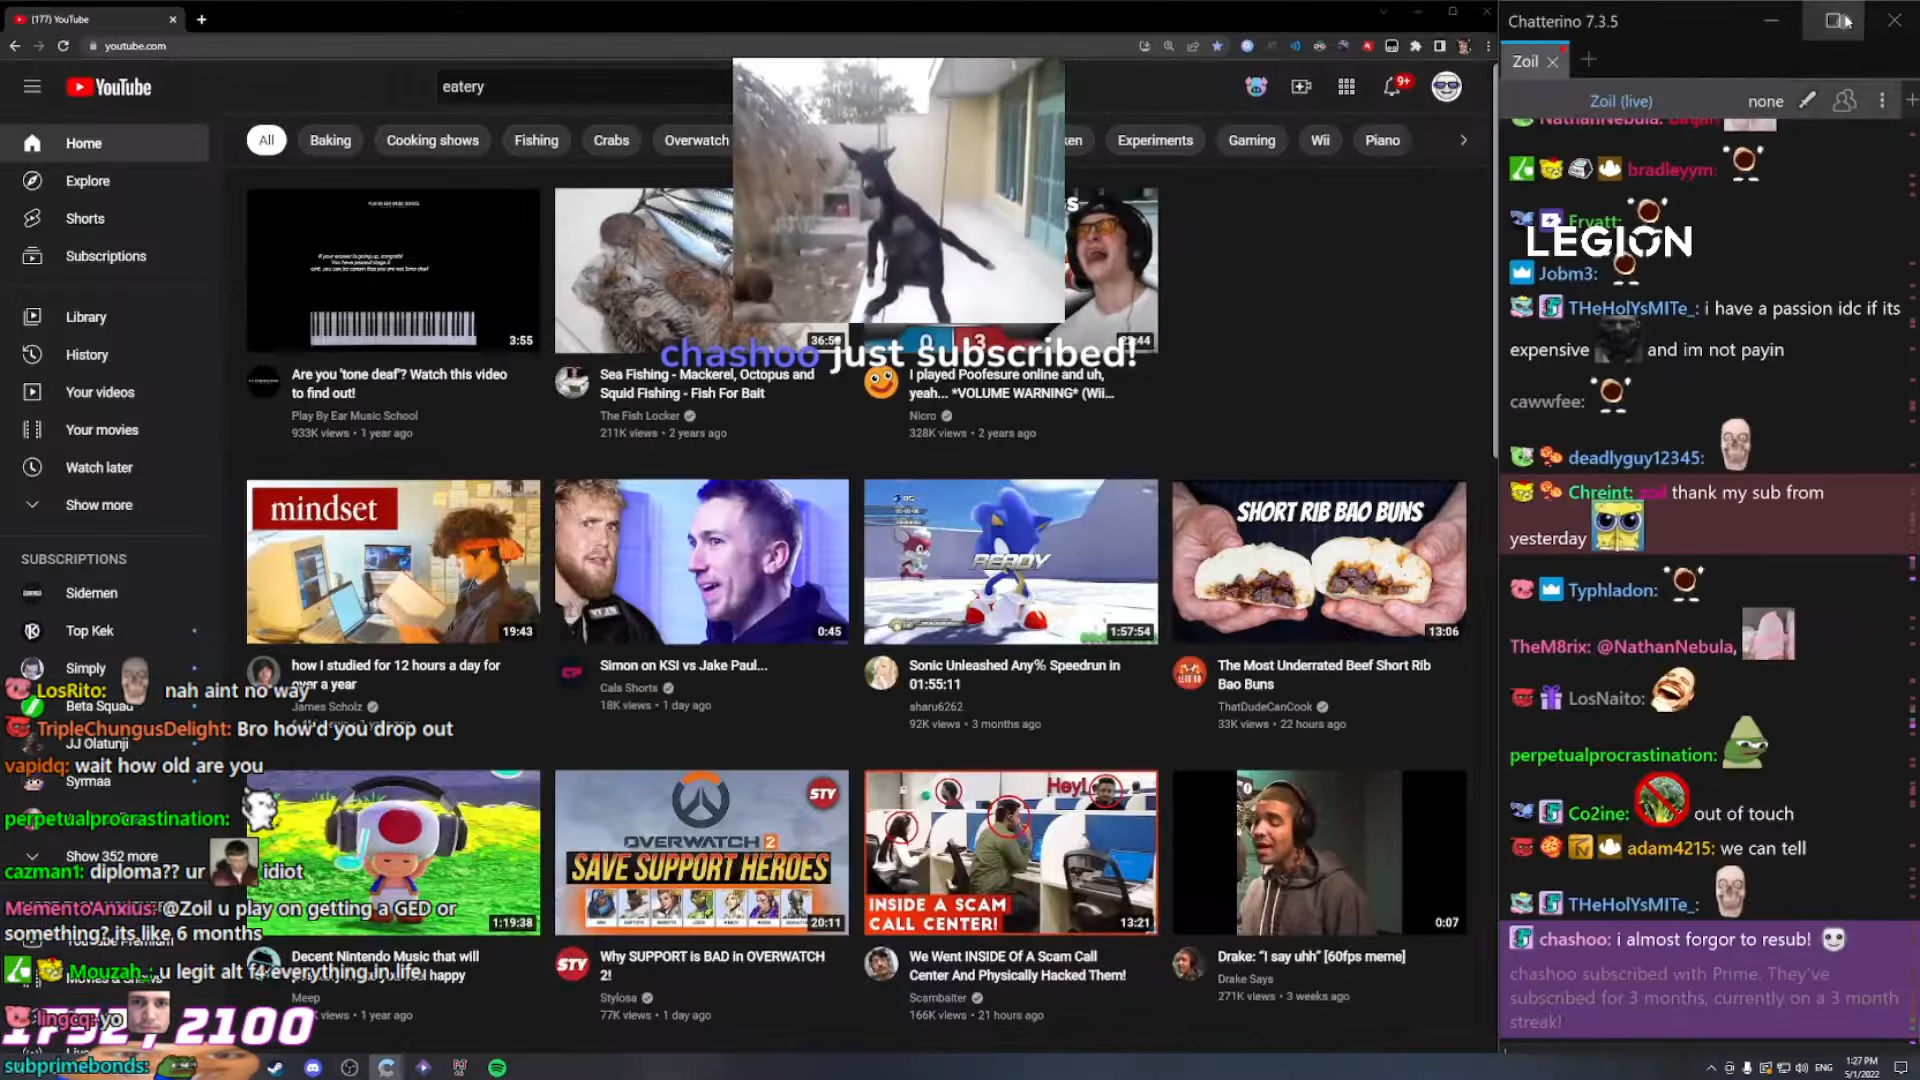 (177) YouTube
youtube.com
YouTube
eatery
9+
All
Baking
Cooking shows
Fishing
Crabs
Overwatch
Experiments
Gaming
Wii
Piano
Home
Explore
Shorts
Subscriptions
Library
History
Your videos
Your movies
Watch later
Show more
SUBSCRIPTIONS
Sidemen
Top Kek
Simply
Beta Squad
JJ Olatunji
Syrmaa
Show 352 more
3:55
Are you 'tone deaf'? Watch this video
to find out!
Play By Ear Music School
933K views • 1 year ago
Sea Fishing - Mackerel, Octopus and
Squid Fishing - Fish For Bait
The Fish Locker
211K views • 2 years ago
I played Poofesure online and uh,
yeah... *VOLUME WARNING* (Wii...
Nicro
328K views • 2 years ago
chashoo just subscribed!
mindset
19:43
how I studied for 12 hours a day for
over a year
James Scholz
0:45
Simon on KSI vs Jake Paul...
Cals Shorts
18K views • 1 day ago
READY
1:57:54
Sonic Unleashed Any% Speedrun in
01:55:11
sharu6262
92K views • 3 months ago
SHORT RIB BAO BUNS
13:06
The Most Underrated Beef Short Rib
Bao Buns
ThatDudeCanCook
33K views • 22 hours ago
1:19:38
Decent Nintendo Music that will
happy
Meep
views • 1 year ago
STY
OVERWATCH 2
SAVE SUPPORT HEROES
20:11
STY
Why SUPPORT is BAD in OVERWATCH
2!
Stylosa
77K views • 1 day ago
Hey!
INSIDE A SCAM
CALL CENTER!
13:21
We Went INSIDE Of A Scam Call
Center And Physically Hacked Them!
Scambaiter
166K views • 21 hours ago
0:07
Drake: "I say uhh" [60fps meme]
Drake Says
271K views • 3 weeks ago
LosRito: nah aint no way
TripleChungusDelight: Bro how'd you drop out
vapidq: wait how old are you
perpetualprocrastination:
cazman1: diploma?? ur idiot
MementoAnxius: @Zoil u play on getting a GED or
something? its like 6 months
Mouzah_: u legit alt f4 everything in life
lingcq: yo
2100
subprimebonds:
Chatterino 7.3.5
Zoil
Zoil (live)
none
NathanNebula:
bradleyym:
LEGION
Jobm3:
THeHolYsMITe_: i have a passion idc if its
expensive and im not payin
cawwfee:
deadlyguy12345:
Chreint: zoil thank my sub from
yesterday
Typhladon:
TheM8rix: @NathanNebula,
LosNaito:
perpetualprocrastination:
Co2ine: out of touch
adam4215: we can tell
THeHolYsMITe_:
chashoo: i almost forgor to resub!
chashoo subscribed with Prime. They've
subscribed for 3 months, currently on a 3 month
streak!
ENG
1:27 PM
5/1/2022